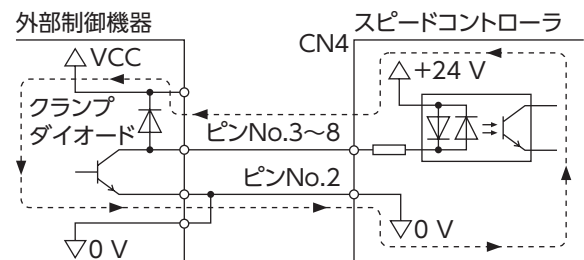 外部制御機器
スピードコントローラ
CN4
VCC
+24 V
クランプ
ダイオード
ピンNo.3～8
ピンNo.2
0 V
0 V